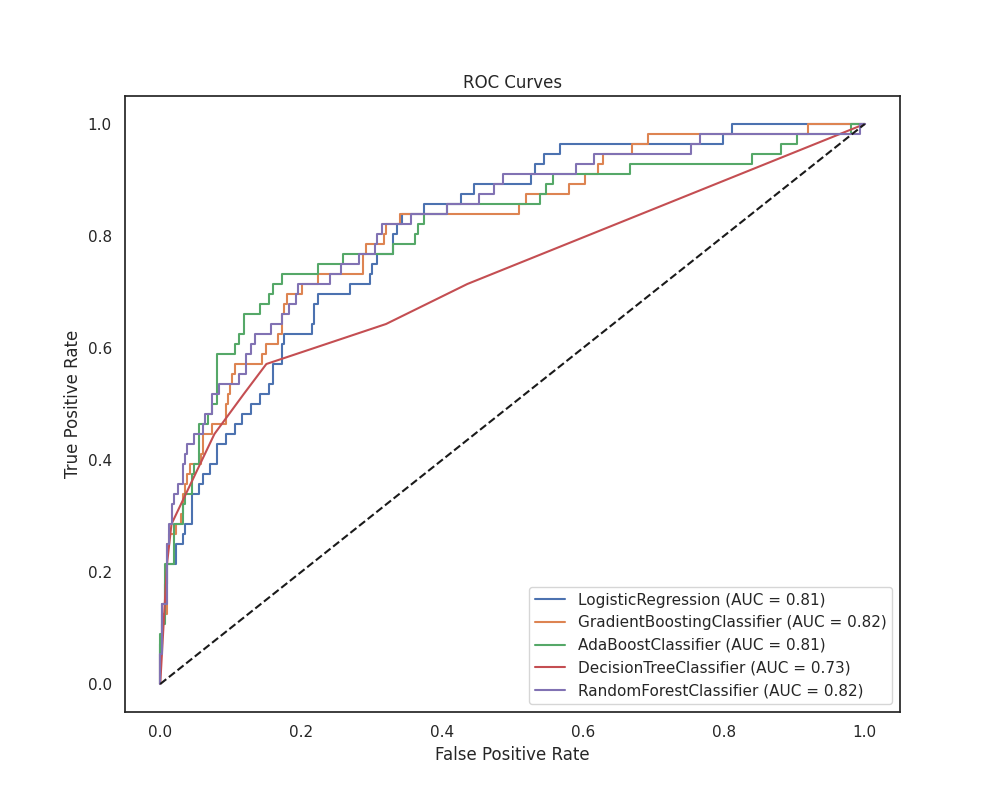 ROC Curves
1.0
0.8
0.6
0.4
0.2
0.0
True Positive Rate
LogisticRegression (AUC = 0.81)
GradientBoostingClassifier (AUC = 0.82)
AdaBoostClassifier (AUC = 0.81)
DecisionTreeClassifier (AUC = 0.73)
RandomForestClassifier (AUC = 0.82)
0.0 0.2 0.4 0.6 0.8 1.0
False Positive Rate